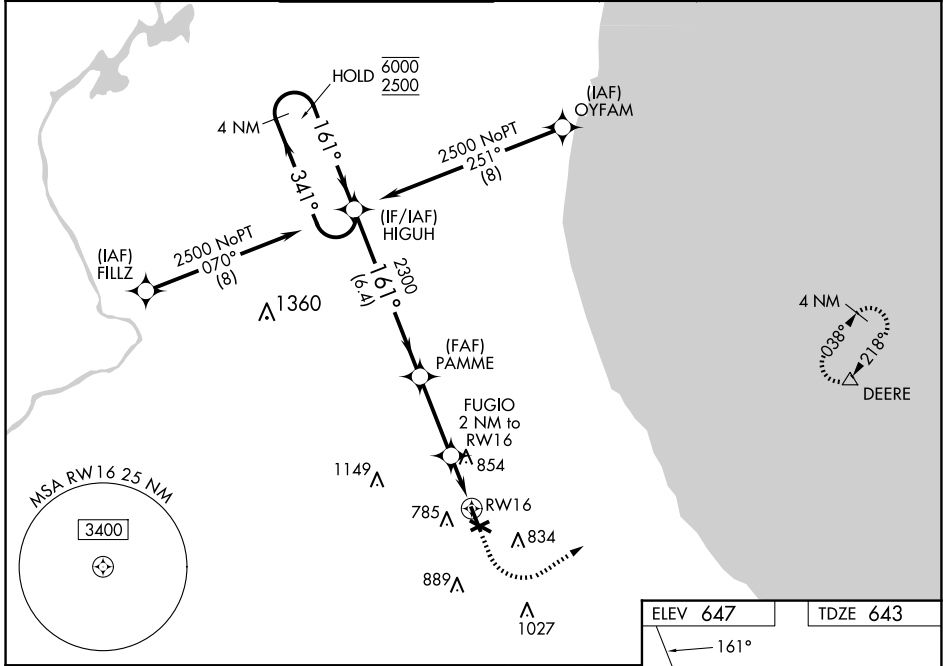 HOLD 6000
2500
4 NM
161°
341°
(IAF)
OYFAM
2500 NoPT
251°
(8)
(IF/IAF)
HIGUH
(IAF)
FILLZ
2500 NoPT
070°
(8)
1360
2300
161°
(6.4)
4 NM
038°
218°
DEERE
(FAF)
PAMME
FUGIO
2 NM to
RW16
854
1149
785
RW16
834
889
1027
MSA RW16 25 NM
3400
ELEV 647
TDZE 643
161°